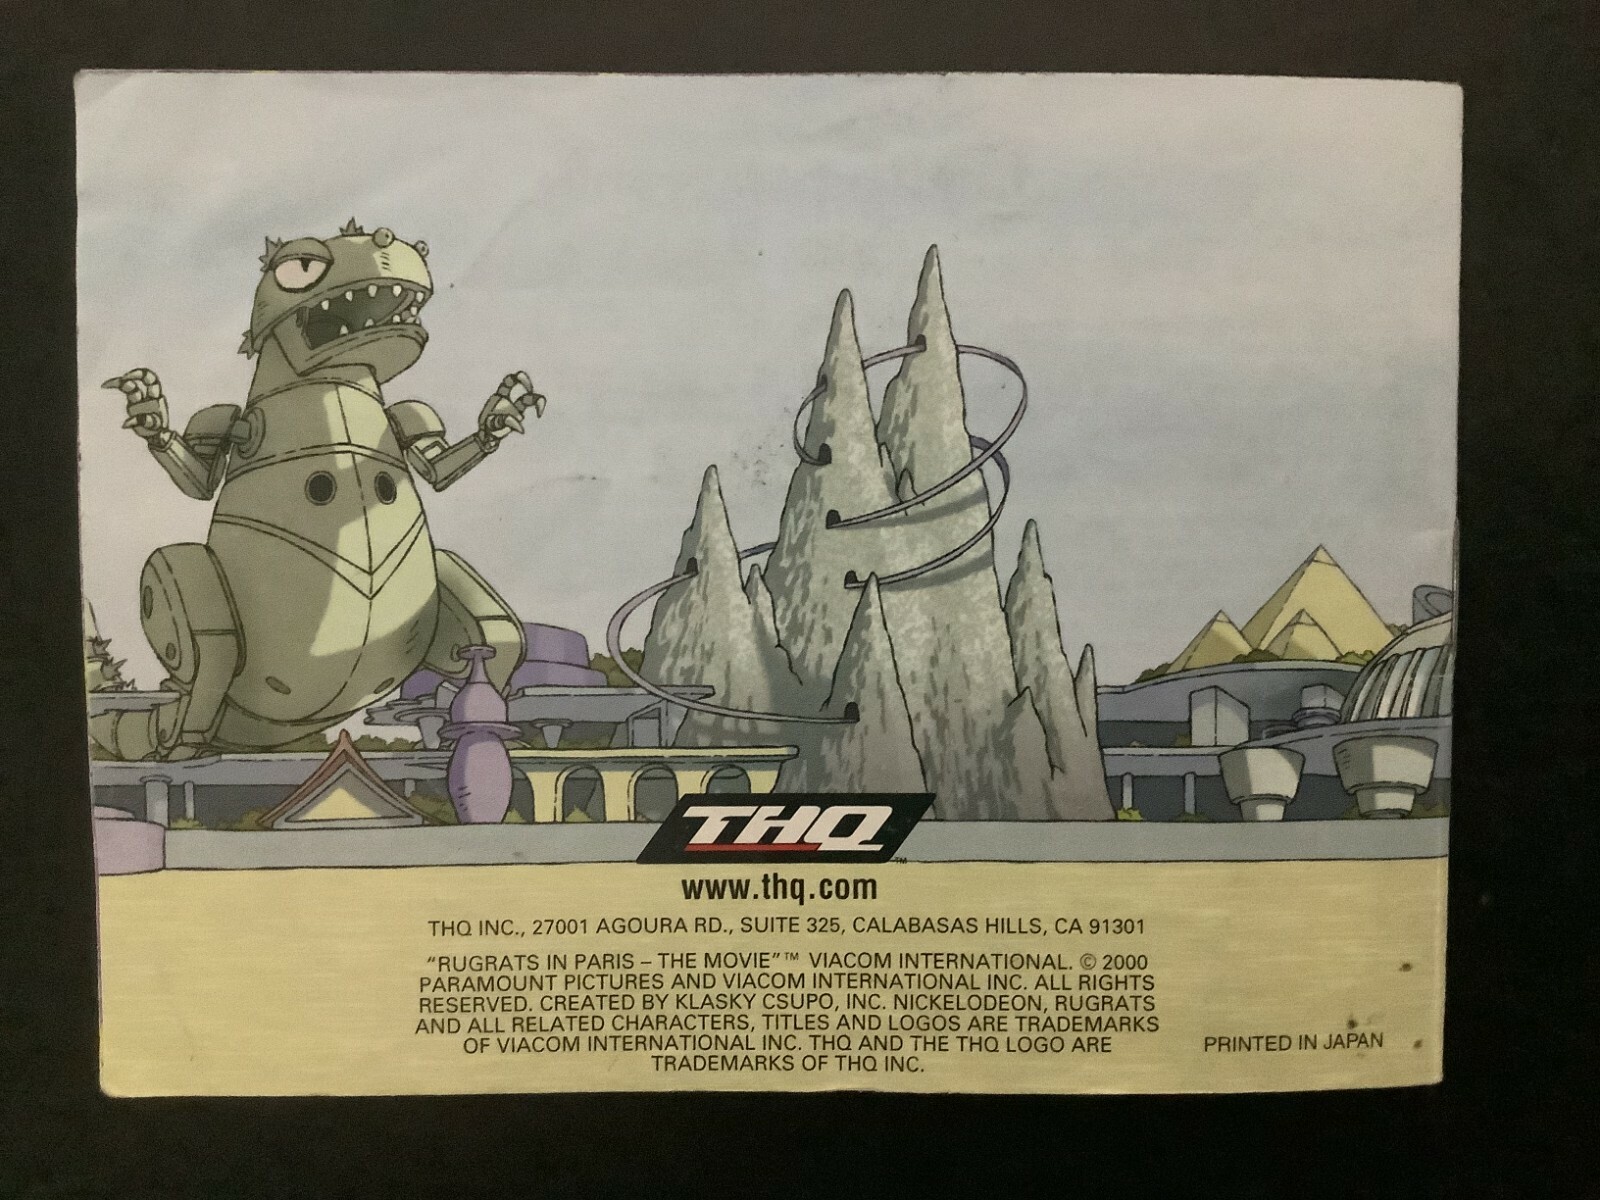 THQ
TM
www.thq.com
THQ INC., 27001 AGOURA RD., SUITE 325, CALABASAS HILLS, CA 91301
"RUGRATS IN PARIS – THE MOVIE"™ VIACOM INTERNATIONAL. © 2000
PARAMOUNT PICTURES AND VIACOM INTERNATIONAL INC. ALL RIGHTS
RESERVED. CREATED BY KLASKY CSUPO, INC. NICKELODEON, RUGRATS
AND ALL RELATED CHARACTERS, TITLES AND LOGOS ARE TRADEMARKS
OF VIACOM INTERNATIONAL INC. THQ AND THE THQ LOGO ARE
TRADEMARKS OF THQ INC.
PRINTED IN JAPAN